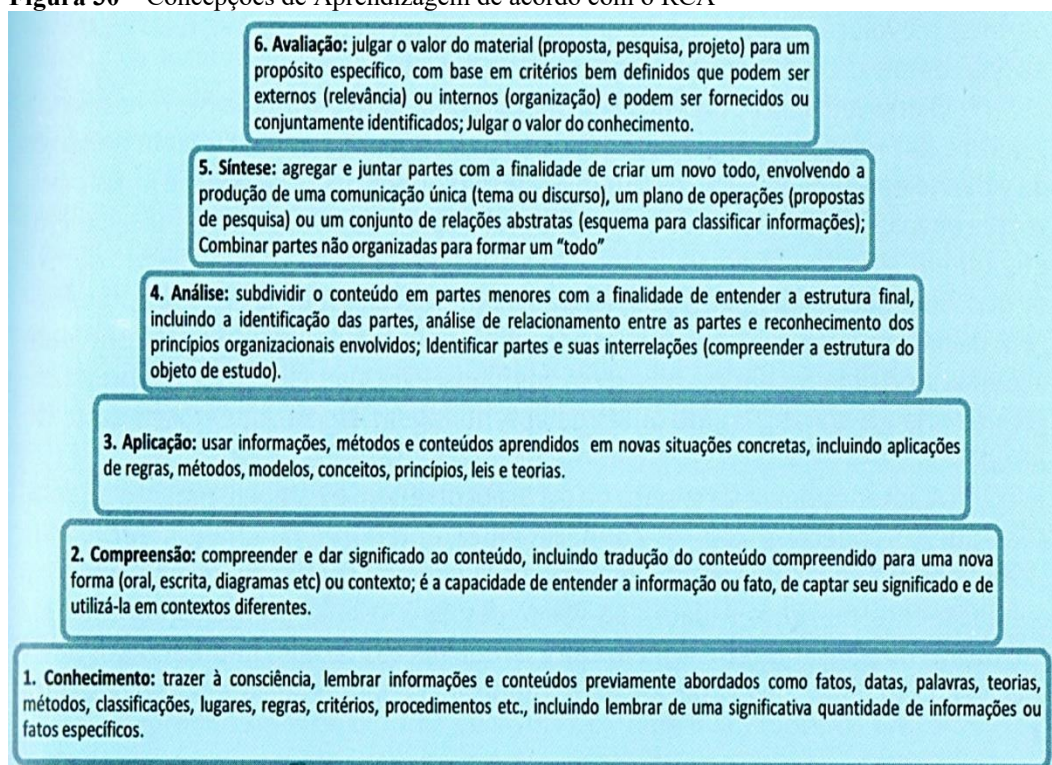 Figura 30 – Concepções de Aprendizagem de acordo com o RCA
6. Avaliação: julgar o valor do material (proposta, pesquisa, projeto) para um
propósito específico, com base em critérios bem definidos que podem ser
externos (relevância) ou internos (organização) e podem ser fornecidos ou
conjuntamente identificados; Julgar o valor do conhecimento.
5. Síntese: agregar e juntar partes com a finalidade de criar um novo todo, envolvendo a
produção de uma comunicação única (tema ou discurso), um plano de operações (propostas
de pesquisa) ou um conjunto de relações abstratas (esquema para classificar informações);
Combinar partes não organizadas para formar um “todo”
4. Análise: subdividir o conteúdo em partes menores com a finalidade de entender a estrutura final,
incluindo a identificação das partes, análise de relacionamento entre as partes e reconhecimento dos
princípios organizacionais envolvidos; Identificar partes e suas interrelações (compreender a estrutura do
objeto de estudo).
3. Aplicação: usar informações, métodos e conteúdos aprendidos em novas situações concretas, incluindo aplicações
de regras, métodos, modelos, conceitos, princípios, leis e teorias.
2. Compreensão: compreender e dar significado ao conteúdo, incluindo tradução do conteúdo compreendido para uma nova
forma (oral, escrita, diagramas etc) ou contexto; é a capacidade de entender a informação ou fato, de captar seu significado e de
utilizá-la em contextos diferentes.
1. Conhecimento: trazer à consciência, lembrar informações e conteúdos previamente abordados como fatos, datas, palavras, teorias,
métodos, classificações, lugares, regras, critérios, procedimentos etc., incluindo lembrar de uma significativa quantidade de informações ou
fatos específicos.